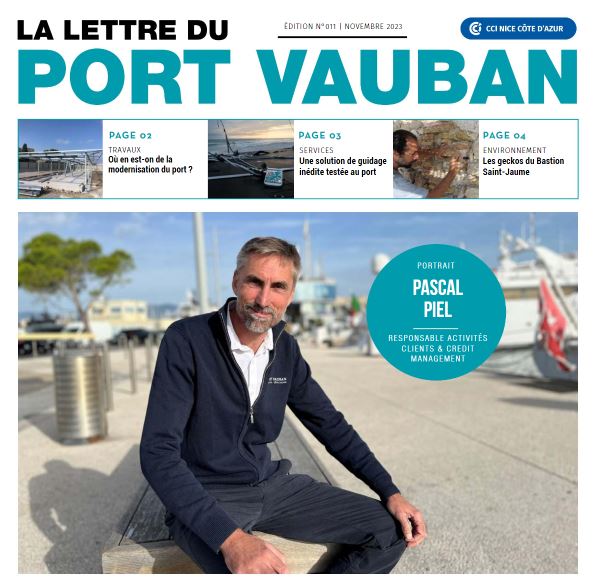 LA LETTRE DU
ÉDITION N°011 | NOVEMBRE 2023
CCI NICE CÔTE D'AZUR
PORT VAUBAN
PAGE 02
TRAVAUX
Où en est-on de la
modernisation du port ?
PAGE 03
SERVICES
Une solution de guidage
inédite testée au port
PAGE 04
ENVIRONNEMENT
Les geckos du Bastion
Saint-Jaume
PORTRAIT
PASCAL
PIEL
RESPONSABLE ACTIVITÉS
CLIENTS & CREDIT
MANAGEMENT
VAUBAN